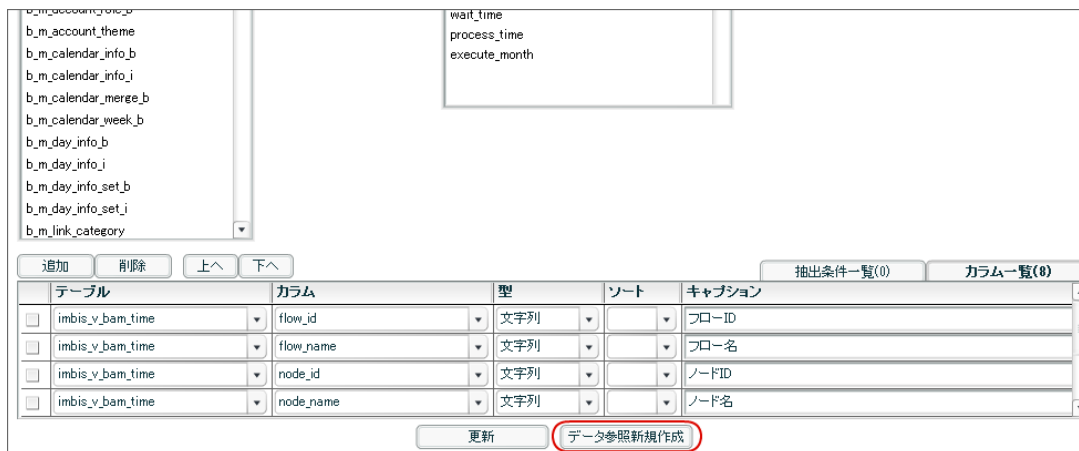 b_m_account_role_b
b_m_account_theme
b_m_calendar_info_b
b_m_calendar_info_i
b_m_calendar_merge_b
b_m_calendar_week_b
b_m_day_info_b
b_m_day_info_i
b_m_day_info_set_b
b_m_day_info_set_i
b_m_link_category
wait_time
process_time
execute_month
追加 削除 上へ 下へ 抽出条件一覧(0) カラム一覧(8)
テーブル カラム 型 ソート キャプション
imbis_v_bam_time flow_id 文字列 フローID
imbis_v_bam_time flow_name 文字列 フロー名
imbis_v_bam_time node_id 文字列 ノードID
imbis_v_bam_time node_name 文字列 ノード名
更新 データ参照新規作成